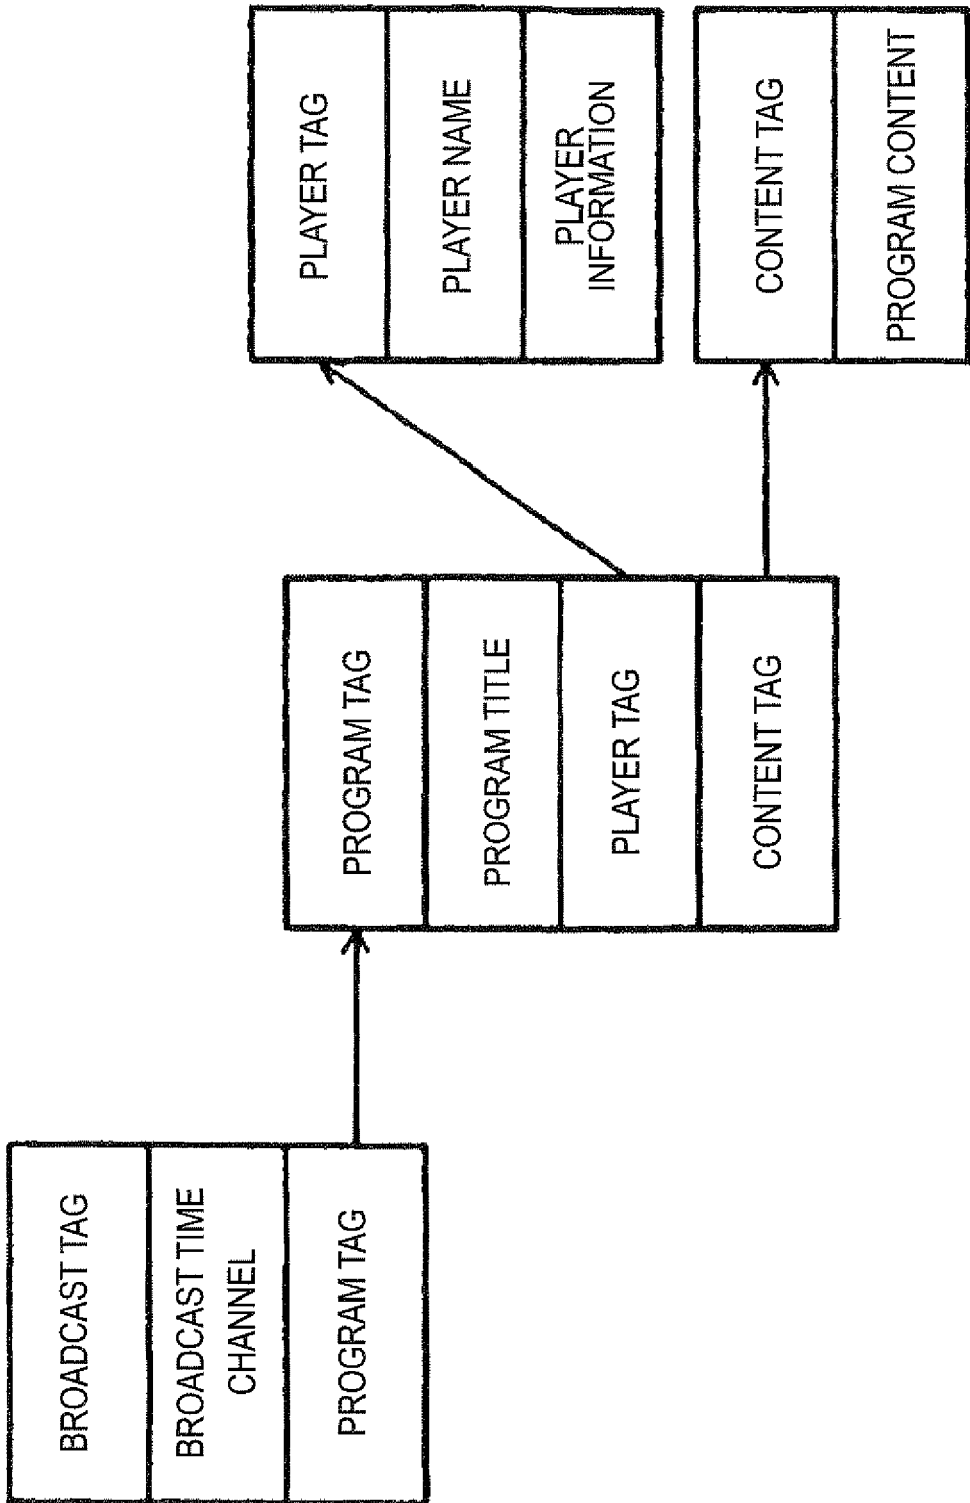 BROADCAST TAG
BROADCAST TIME
CHANNEL
PROGRAM TAG
PROGRAM TAG
PROGRAM TITLE
PLAYER TAG
CONTENT TAG
PLAYER TAG
PLAYER NAME
PLAYER
INFORMATION
CONTENT TAG
PROGRAM CONTENT